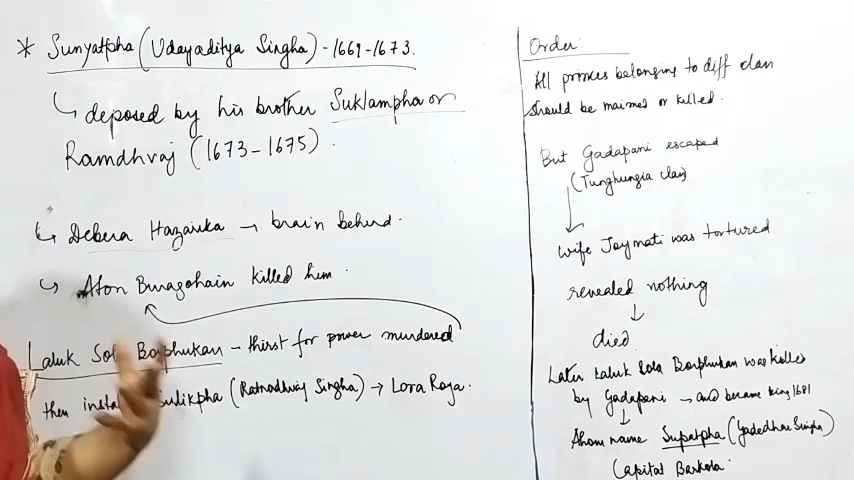 * Sunyatpha (Udayaditya Singha) - 1669-1673.
↳ deposed by his brother Suklampha or
Ramdhvaj (1673-1675)
↳ Debera Hazarika → brain behind.
↳ Aton Buragohain killed him.
Laluk Sola Borphukan - thirst for power murdered
then Sulikpha (Ratnadhvaj Singha) → Lora Roja.
Order:
All princes belonging to diff clan
should be maimed or killed.
But Gadapani escaped
(Tunghungia clan)
wife Joymati was tortured
revealed nothing
↓
died
Later Laluk Sola Borphukan was killed
by Gadapani → and became king 1681
↓
Ahom name Supatpha (Gadadhar Singha)
Capital Barkola